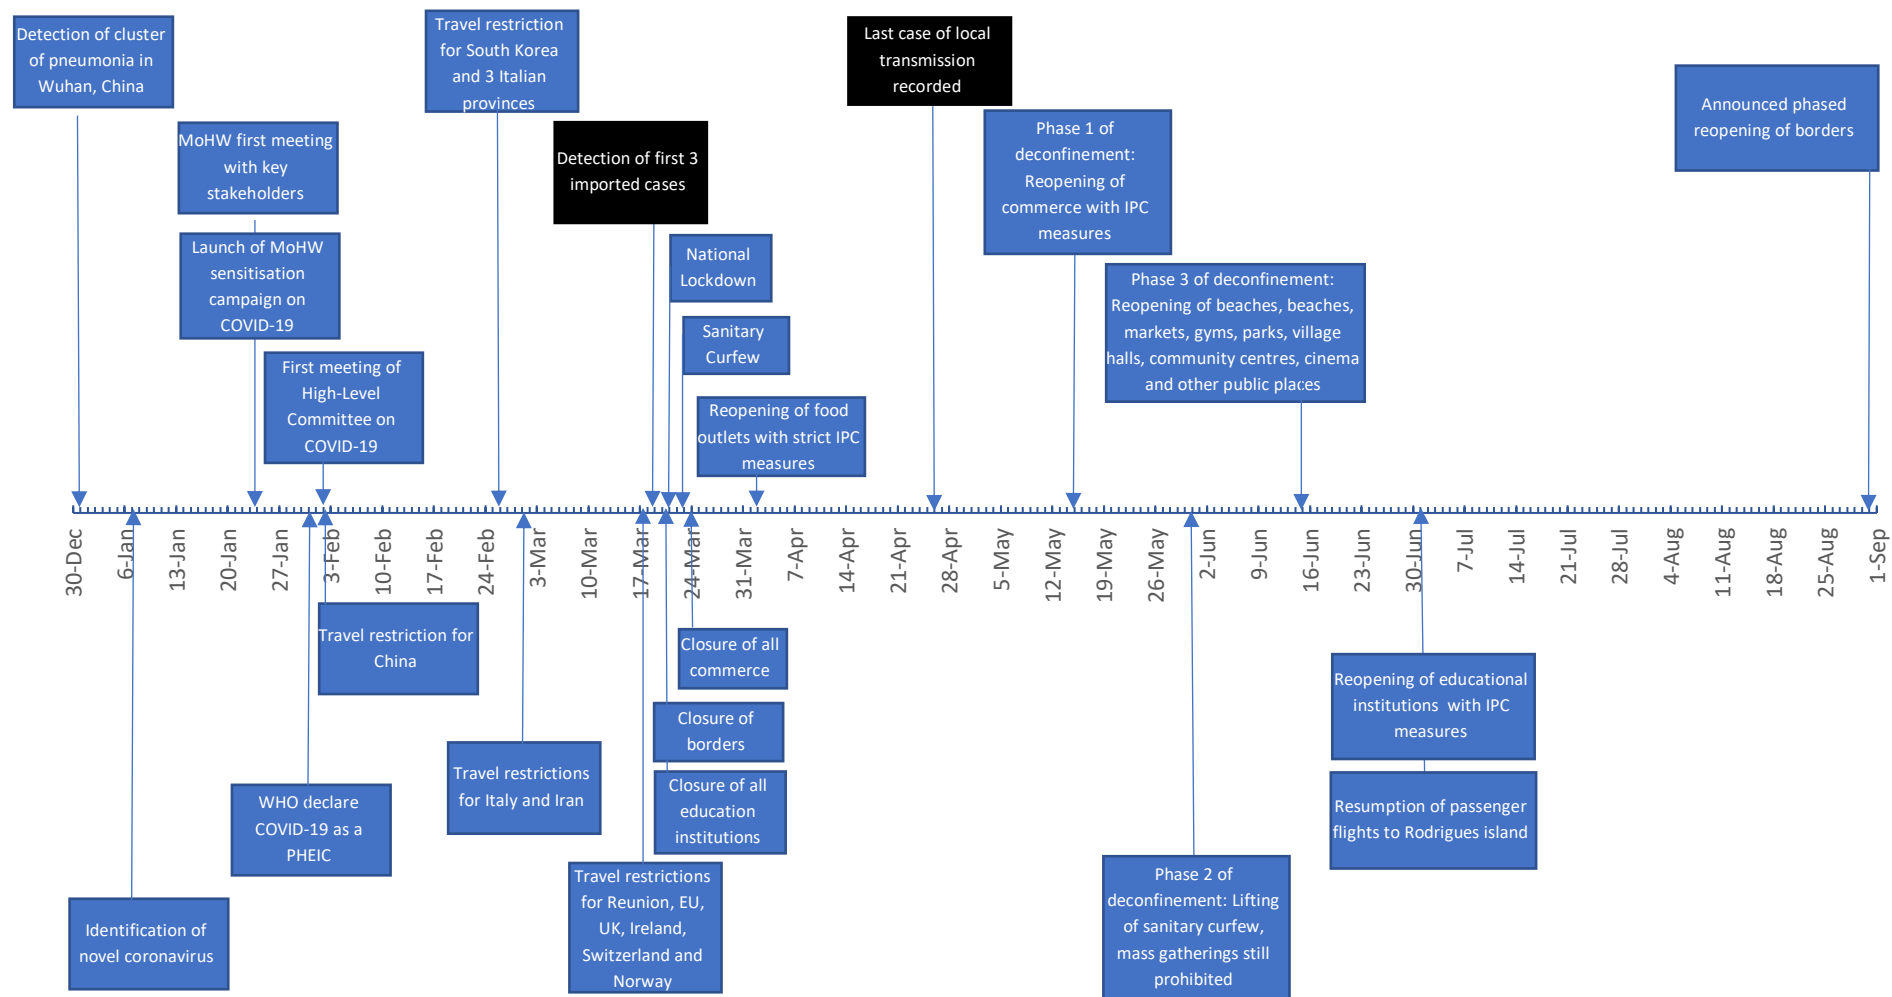 Detection of cluster
of pneumonia in
Wuhan, China
MoHW first meeting
with key
stakeholders
Launch of MoHW
sensitisation
campaign on
COVID-19
First meeting of
High-Level
Committee on
COVID-19
Travel restriction
for South Korea
and 3 Italian
provinces
Detection of first 3
imported cases
National
Lockdown
Sanitary
Curfew
Reopening of food
outlets with strict IPC
measures
Last case of local
transmission
recorded
Phase 1 of
deconfinement:
Reopening of
commerce with IPC
measures
Phase 3 of deconfinement:
Reopening of beaches, beaches,
markets, gyms, parks, village
halls, community centres, cinema
and other public places
Announced phased
reopening of borders
30-Dec
6-Jan
13-Jan
20-Jan
27-Jan
3-Feb
10-Feb
17-Feb
24-Feb
3-Mar
10-Mar
17-Mar
24-Mar
31-Mar
7-Apr
14-Apr
21-Apr
28-Apr
5-May
12-May
19-May
26-May
2-Jun
9-Jun
16-Jun
23-Jun
30-Jun
7-Jul
14-Jul
21-Jul
28-Jul
4-Aug
11-Aug
18-Aug
25-Aug
1-Sep
Identification of
novel coronavirus
WHO declare
COVID-19 as a
PHEIC
Travel restriction for
China
Travel restrictions
for Italy and Iran
Travel restrictions
for Reunion, EU,
UK, Ireland,
Switzerland and
Norway
Closure of all
commerce
Closure of
borders
Closure of all
education
institutions
Phase 2 of
deconfinement: Lifting
of sanitary curfew,
mass gatherings still
prohibited
Reopening of educational
institutions with IPC
measures
Resumption of passenger
flights to Rodrigues island